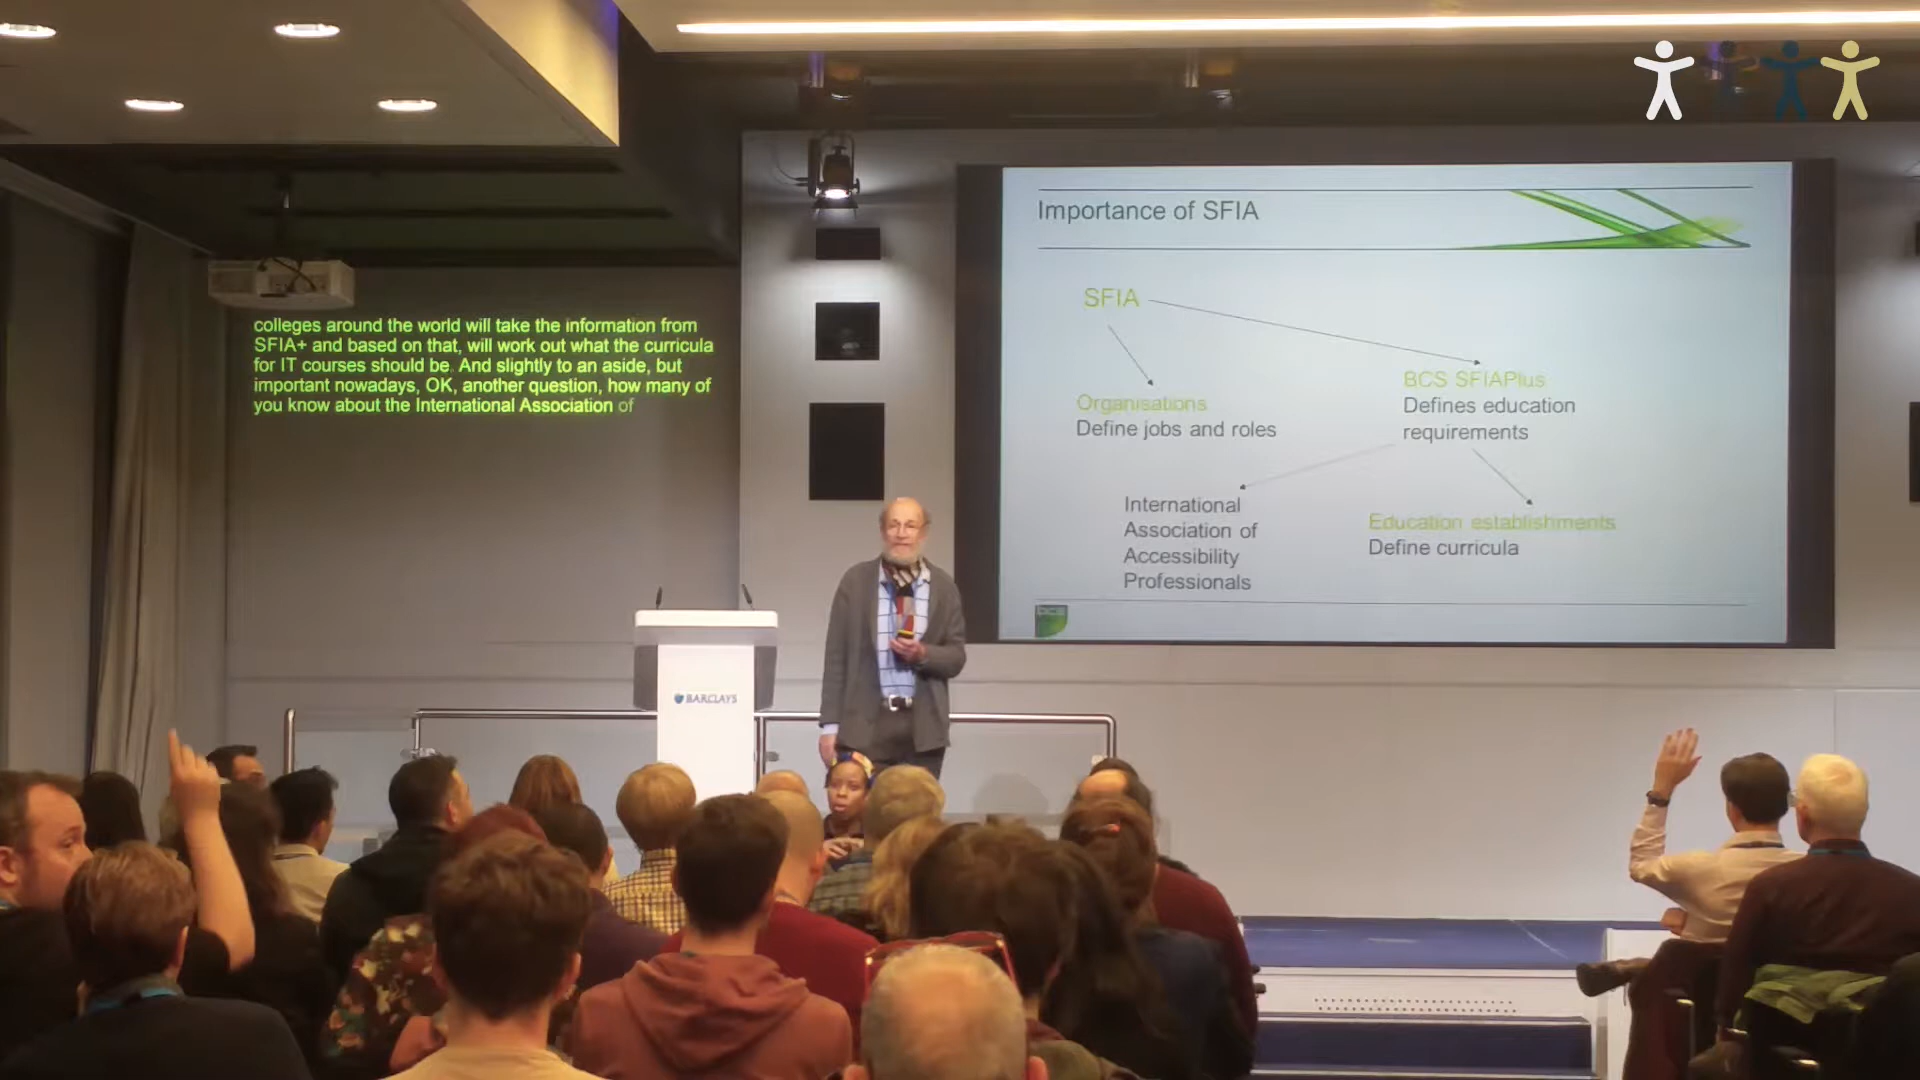 colleges around the world will take the information from
SFIA+ and based on that, will work out what the curricula
for IT courses should be. And slightly to an aside, but
important nowadays, OK, another question, how many of
you know about the International Association of
Importance of SFIA
SFIA
Organisations
Define jobs and roles
BCS SFIAPlus
Defines education
requirements
International
Association of
Accessibility
Professionals
Education establishments
Define curricula
BARCLAYS